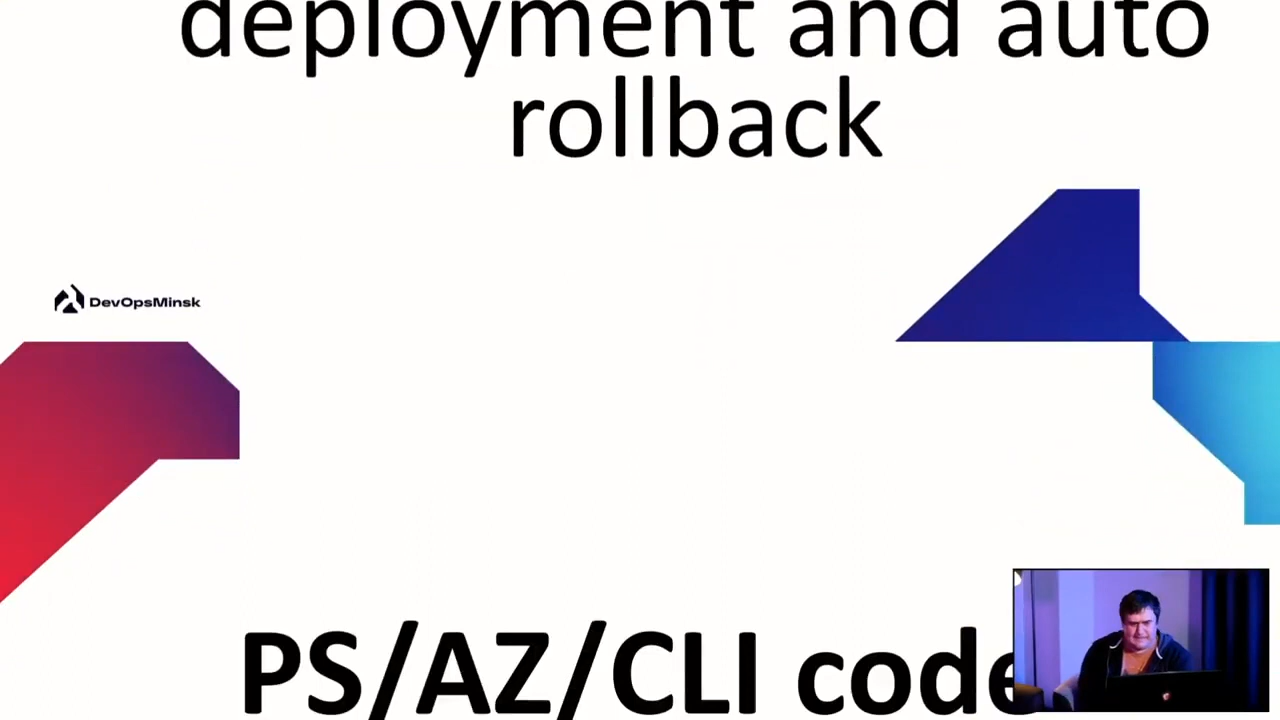 deployment and auto
rollback
DevOpsMinsk
PS/AZ/CLI code